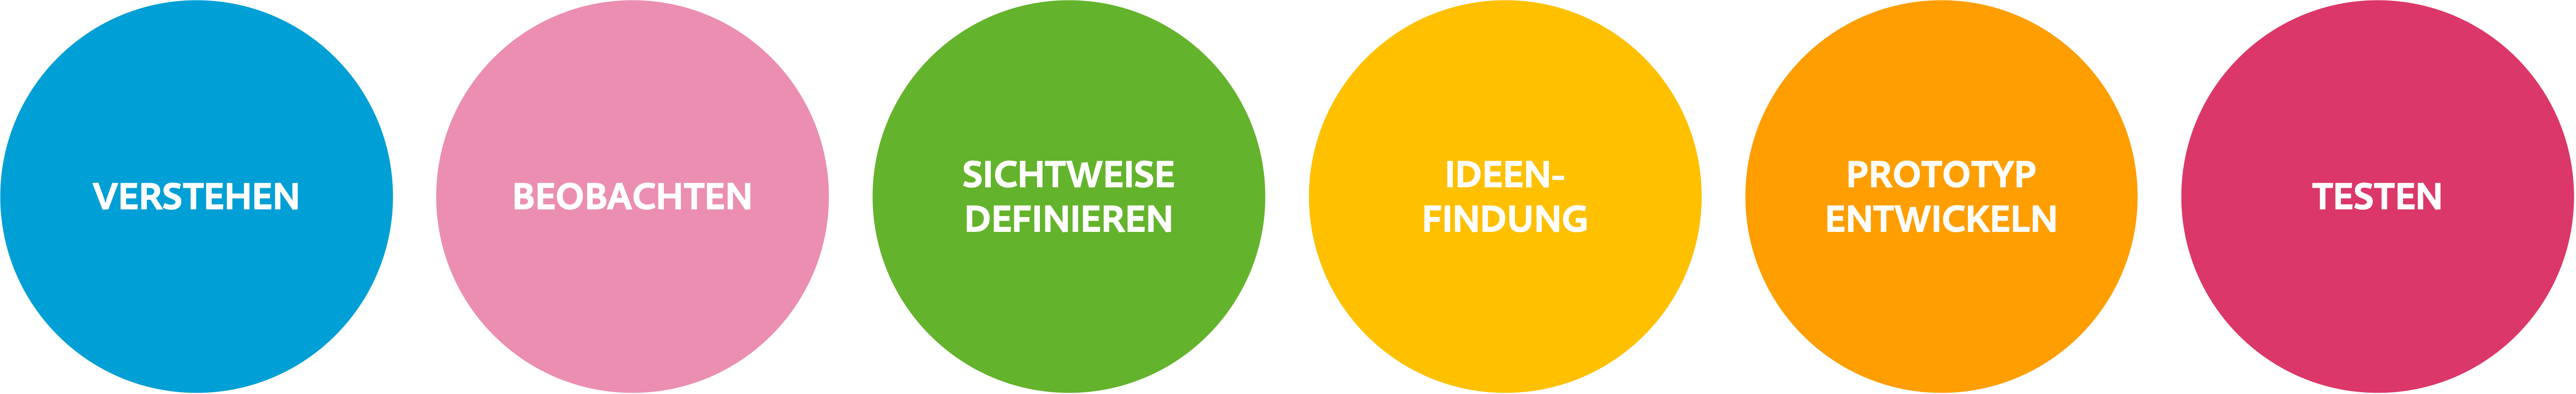 VERSTEHEN
BEOBACHTEN
SICHTWEISE
DEFINIEREN
IDEEN-
FINDUNG
PROTOTYP
ENTWICKELN
TESTEN